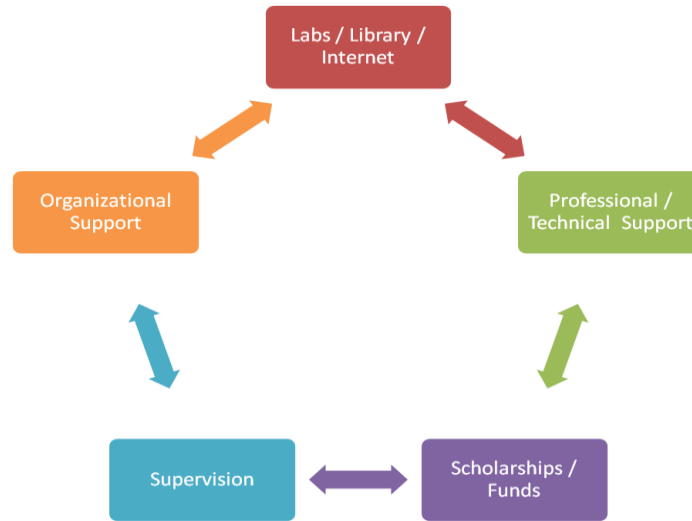 Labs / Library /
Internet
Organizational
Support
Professional /
Technical Support
Supervision
Scholarships /
Funds